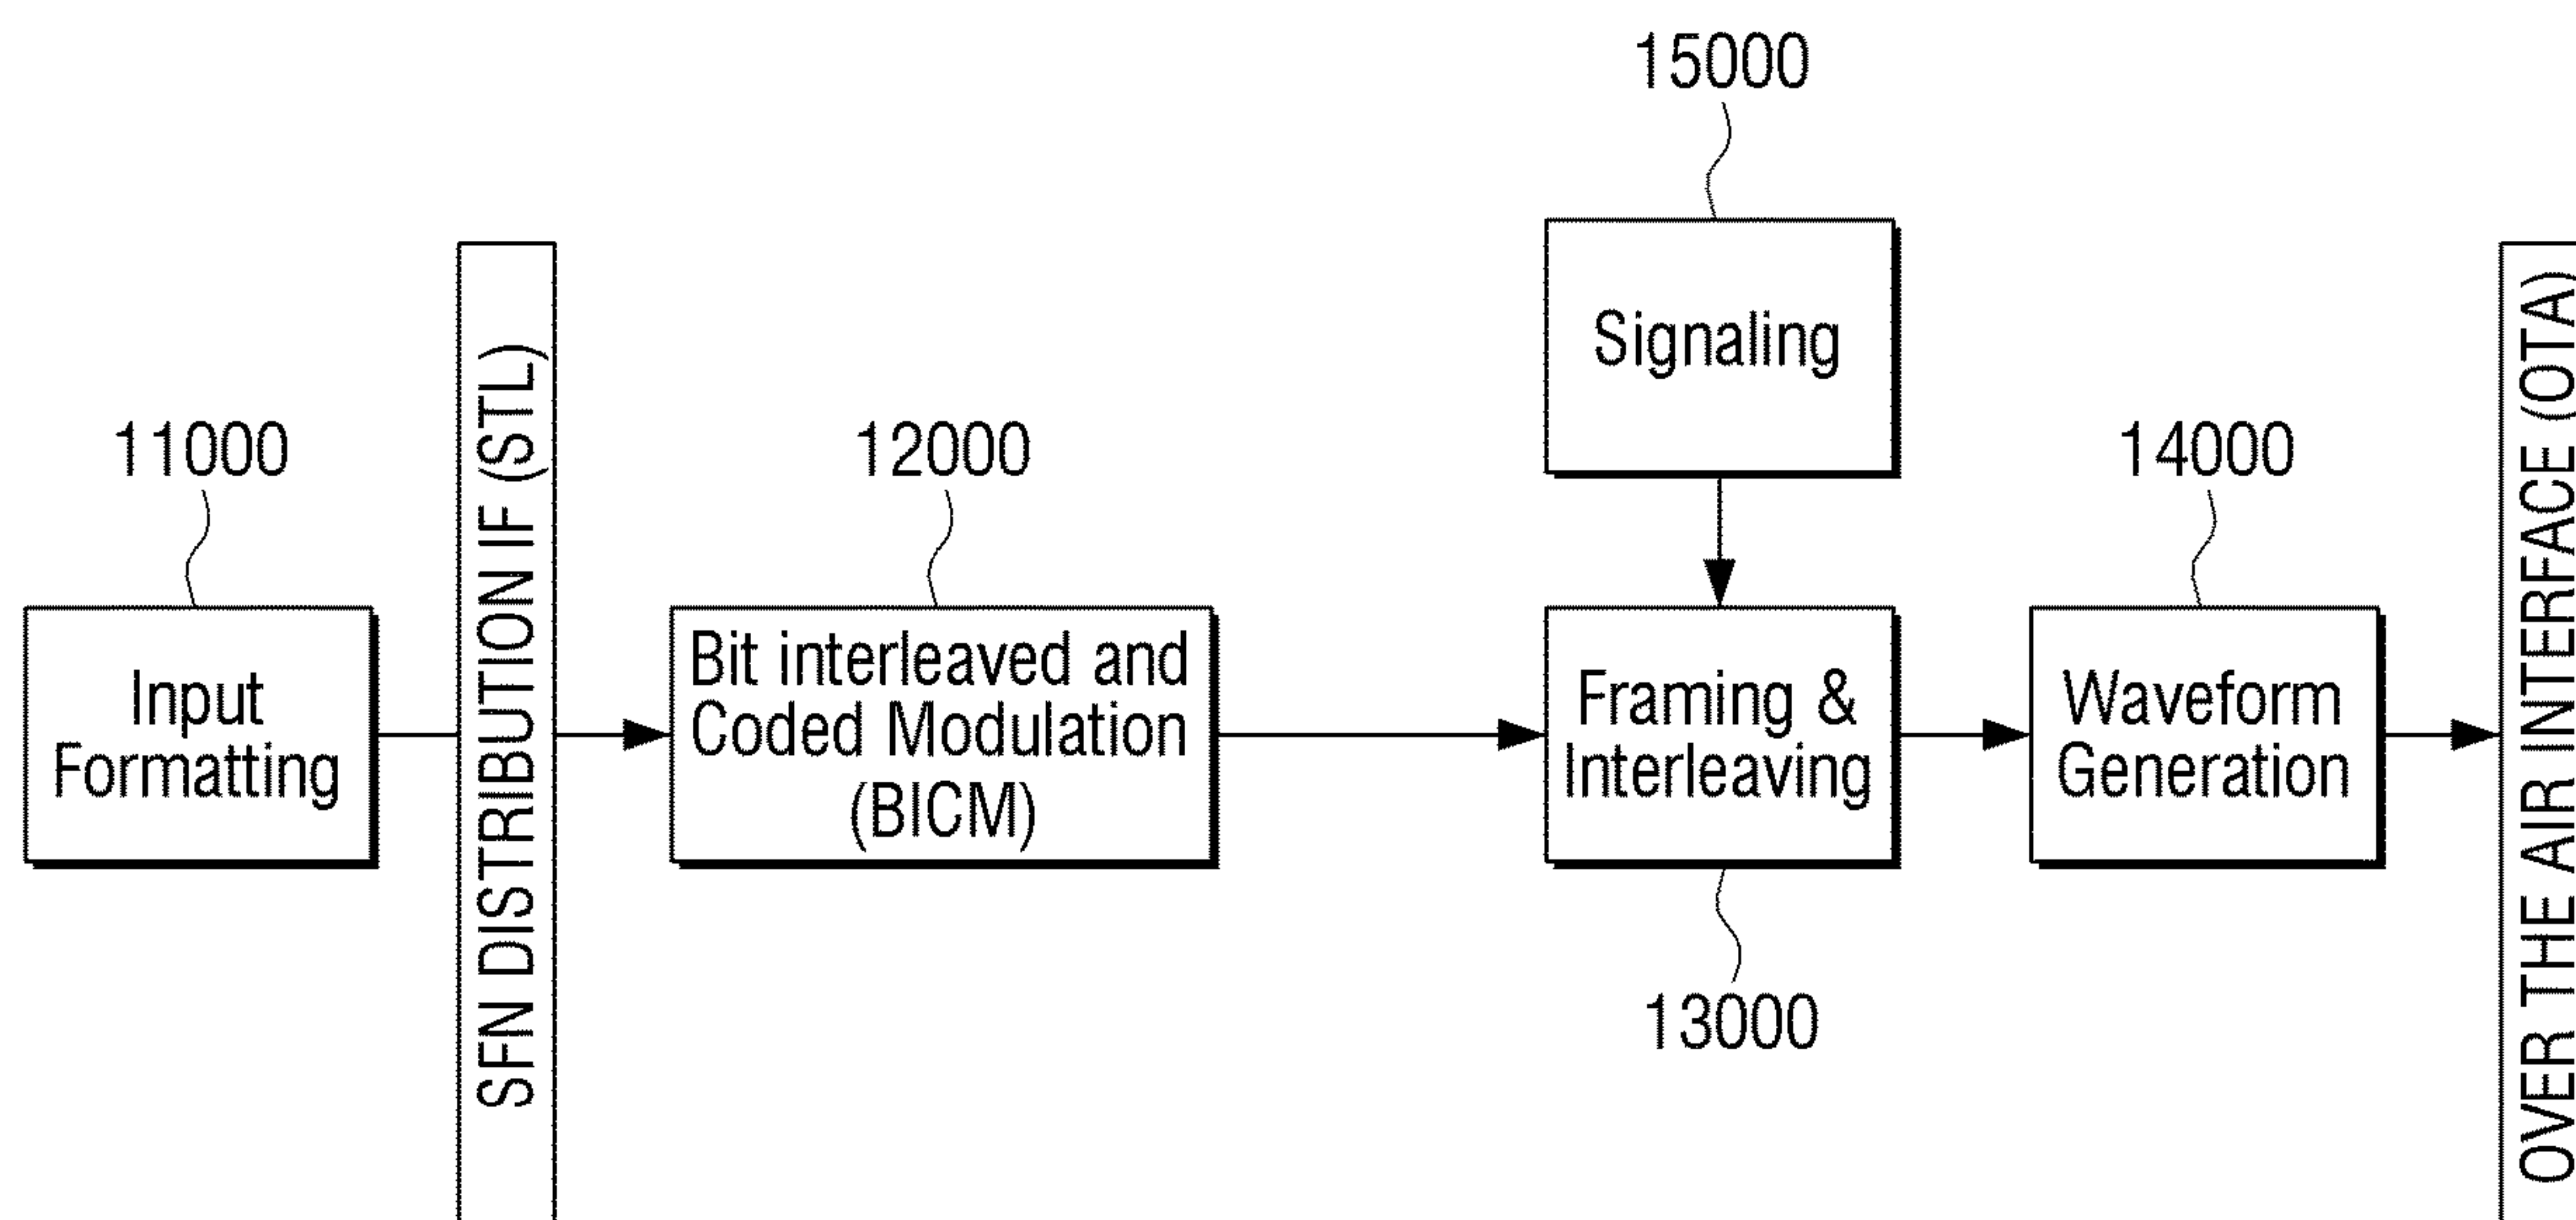 15000
Signaling
11000
Input
Formatting
SFN DISTRIBUTION IF (STL)
12000
Bit interleaved and
Coded Modulation
(BICM)
Framing &
Interleaving
13000
14000
Waveform
Generation
OVER THE AIR INTERFACE (OTA)